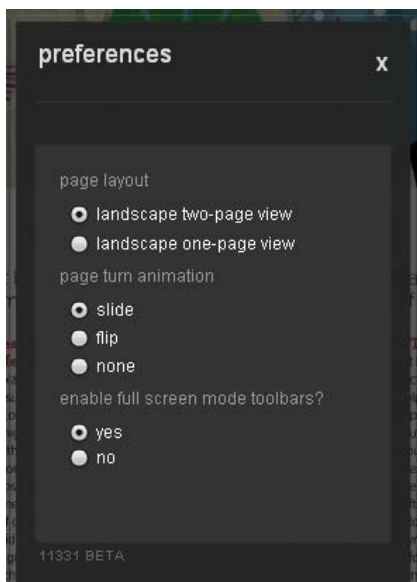 preferences
x
page layout
landscape two-page view
landscape one-page view
page turn animation
slide
flip
none
enable full screen mode toolbars?
yes
no
11331 BETA